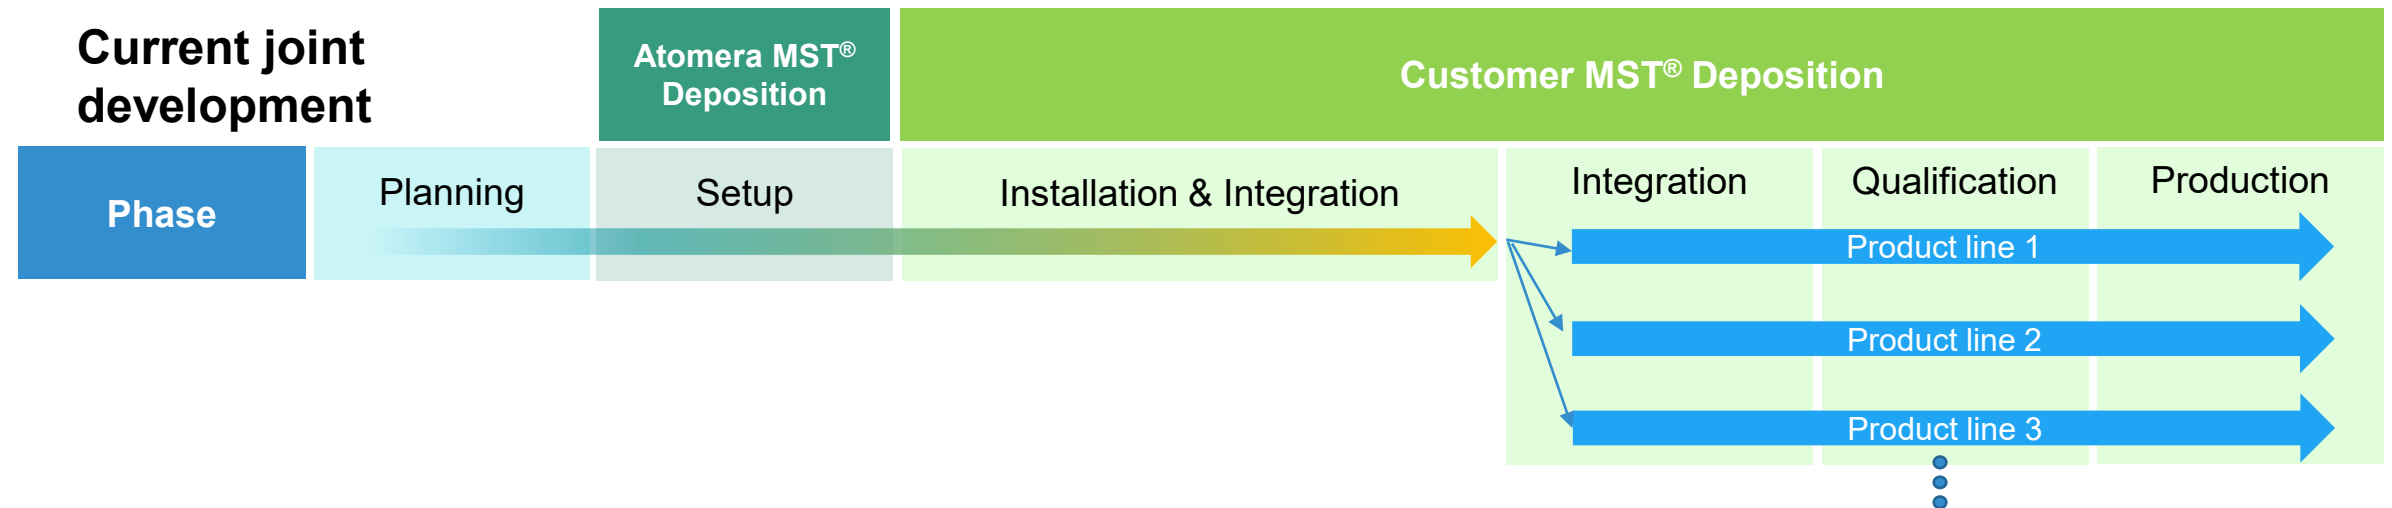 Current joint
development
Atomera MST®
Deposition
Customer MST® Deposition
Phase
Planning
Setup
Installation & Integration
Integration
Qualification
Production
Product line 1
Product line 2
Product line 3